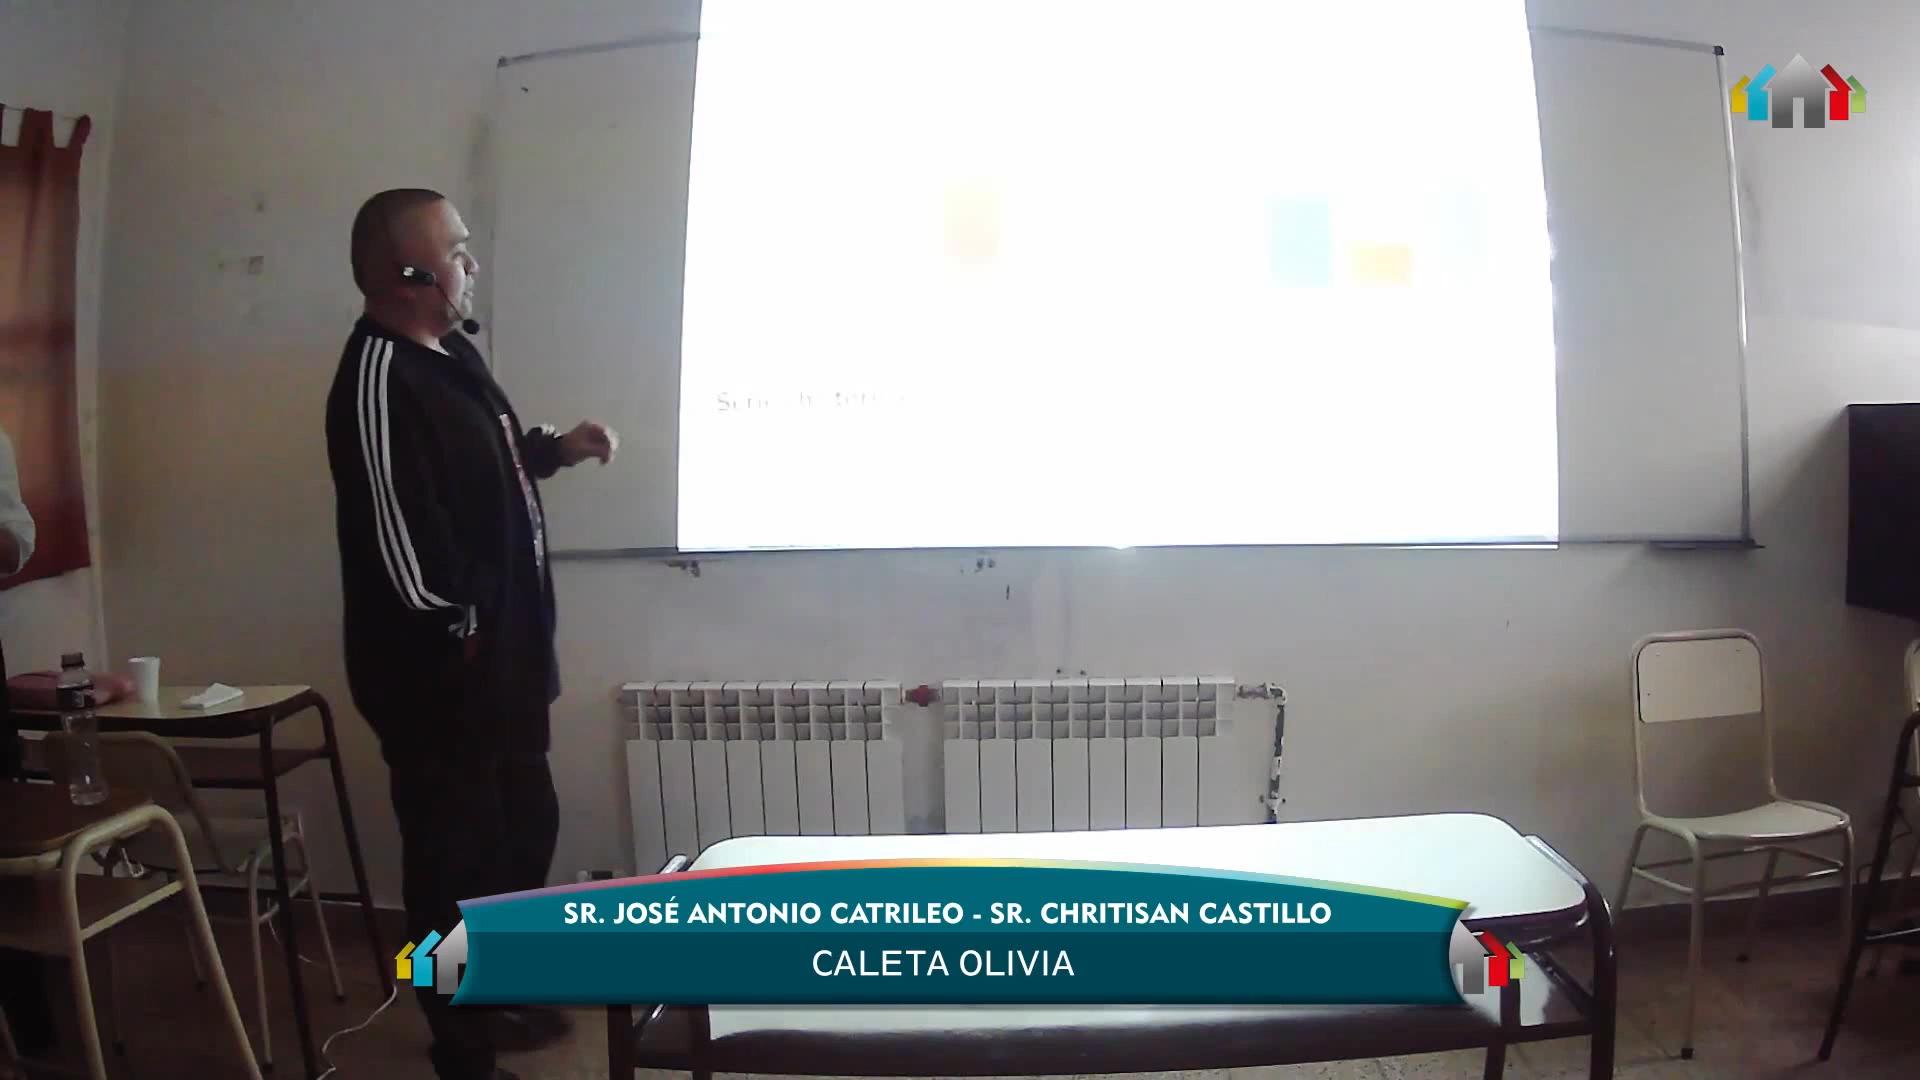 SR. JOSÉ ANTONIO CATRILEO - SR. CHRITISAN CASTILLO
CALETA OLIVIA